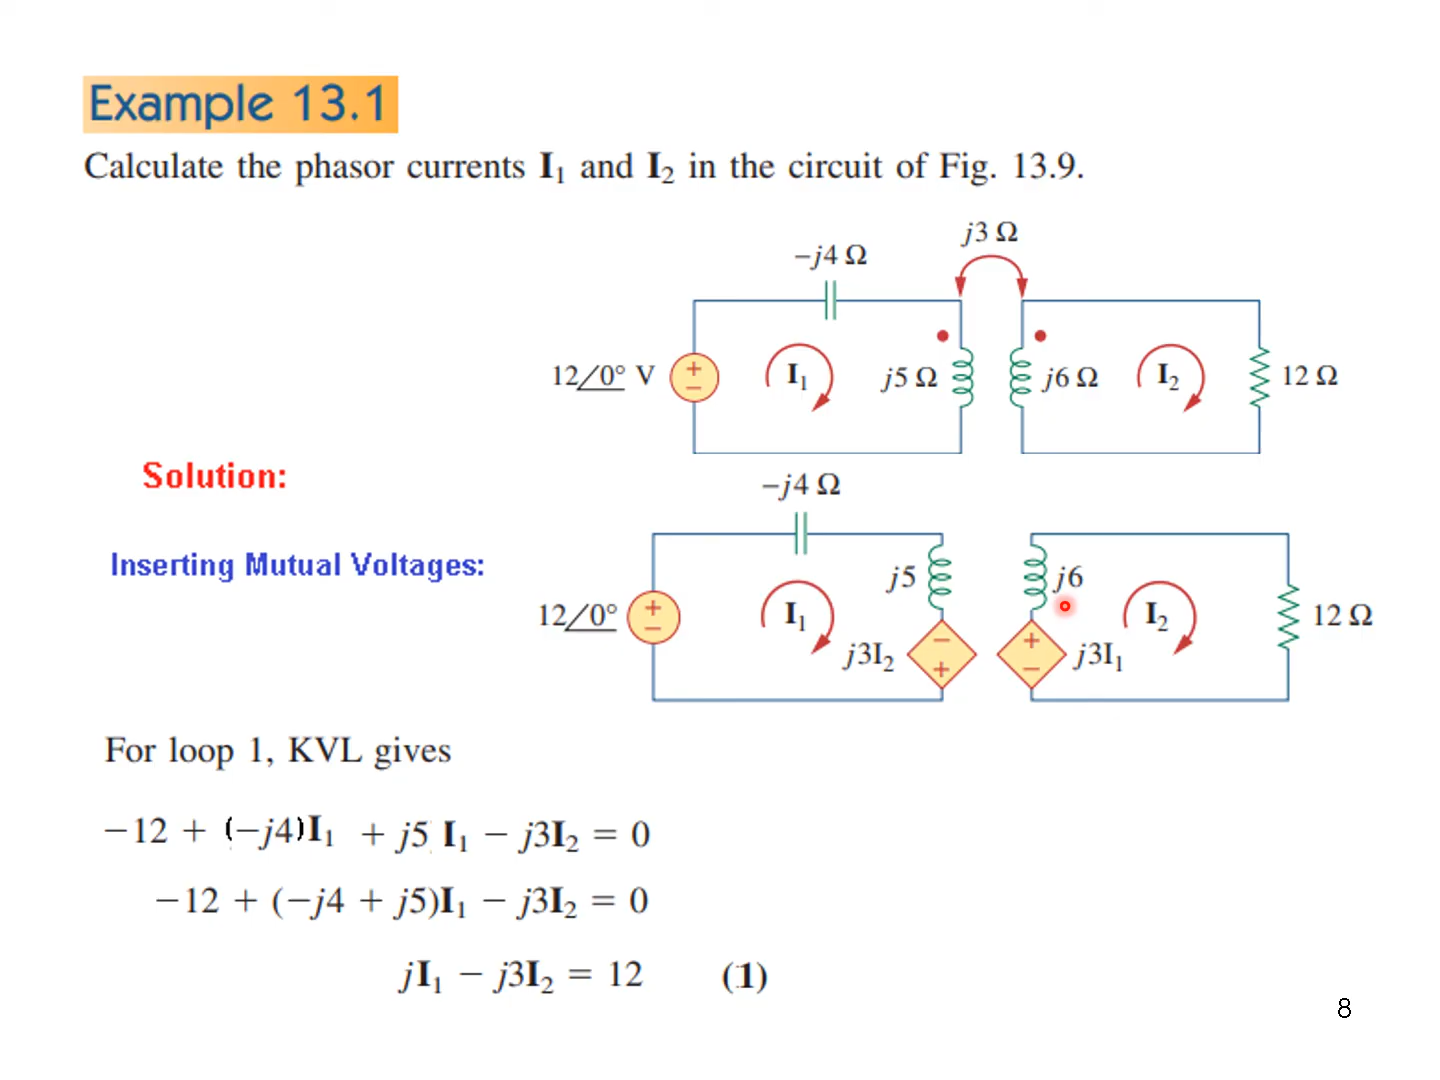 Example 13.1
Calculate the phasor currents I₁ and I₂ in the circuit of Fig. 13.9.
j3 Ω
−j4 Ω
12∠0° V
+
−
I₁
j5 Ω
j6 Ω
I₂
12 Ω
Solution:
−j4 Ω
Inserting Mutual Voltages:
12∠0°
+
−
I₁
j5
j3I₂
−
+
j6
+
−
j3I₁
I₂
12 Ω
For loop 1, KVL gives
−12 + (−j4)I₁ + j5 I₁ − j3I₂ = 0
−12 + (−j4 + j5)I₁ − j3I₂ = 0
jI₁ − j3I₂ = 12 (1)
8